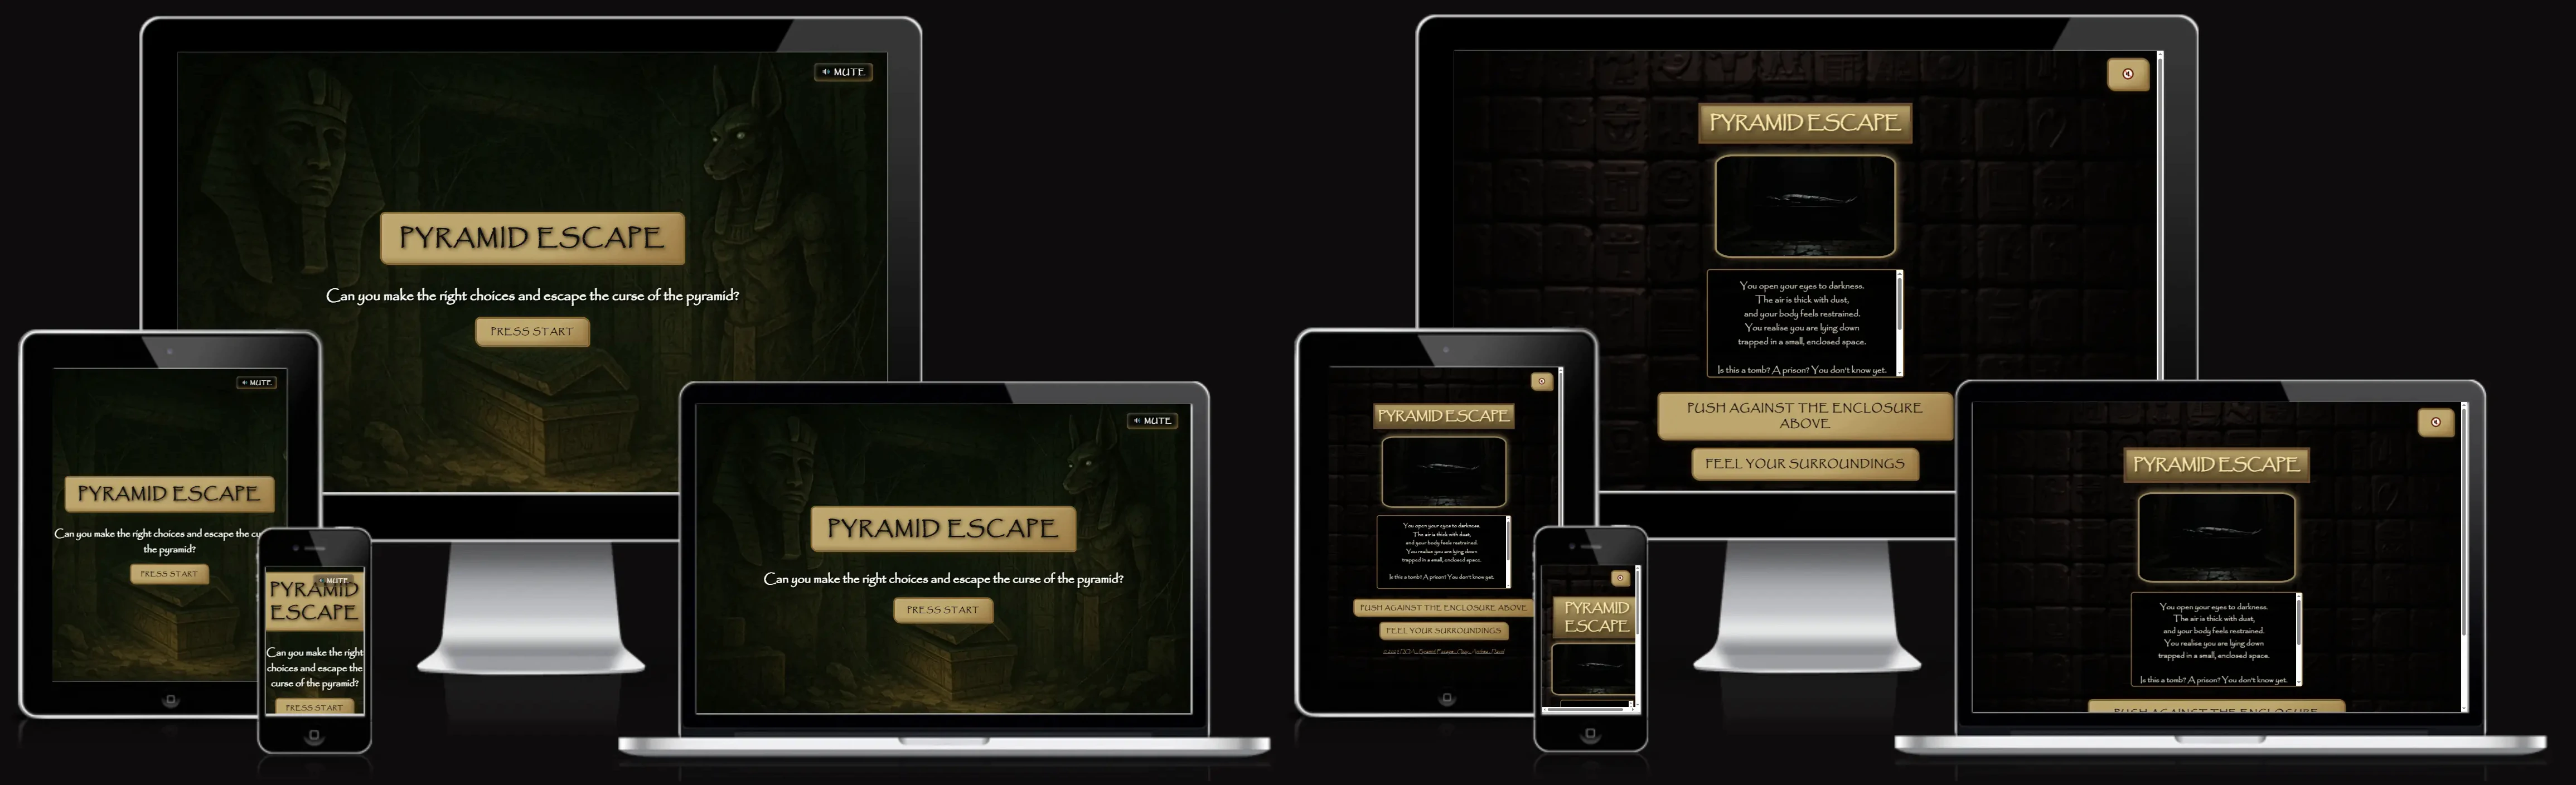 MUTE
PYRAMID ESCAPE
Can you make the right choices and escape the curse of the pyramid?
PRESS START
MUTE
PYRAMID ESCAPE
Can you make the right choices and escape the
the pyramid?
PRESS START
MUTE
PYRAMID
ESCAPE
Can you make the right
choices and escape the
curse of the pyramid?
PRESS START
MUTE
PYRAMID ESCAPE
Can you make the right choices and escape the curse of the pyramid?
PRESS START
PYRAMID ESCAPE
You open your eyes to darkness.
The air is thick with dust,
and your body feels restrained.
You realise you are lying down
trapped in a small, enclosed space.
Is this a tomb? A prison? You don't know yet.
PUSH AGAINST THE ENCLOSURE
ABOVE
FEEL YOUR SURROUNDINGS
PYRAMID ESCAPE
You open your eyes to darkness.
The air is thick with dust,
and your body feels restrained.
You realise you are lying down
trapped in a small, enclosed space.
Is this a tomb? A prison? You don't know yet.
PUSH AGAINST THE ENCLOSURE ABOVE
FEEL YOUR SURROUNDINGS
PYRAMID
ESCAPE
PYRAMID ESCAPE
You open your eyes to darkness.
The air is thick with dust,
and your body feels restrained.
You realise you are lying down
trapped in a small, enclosed space.
Is this a tomb? A prison? You don't know yet.
PUSH AGAINST THE ENCLOSURE